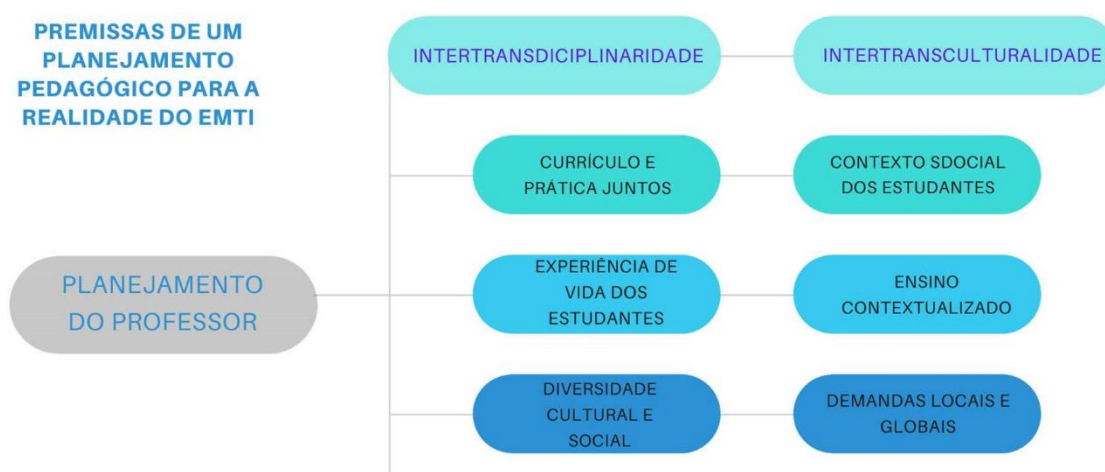 PREMISSAS DE UM
PLANEJAMENTO
PEDAGÓGICO PARA A
REALIDADE DO EMTI
INTERTRANSDICIPLINARIDADE
INTERTRANSCULTURALIDADE
CURRÍCULO E
PRÁTICA JUNTOS
CONTEXTO SDOCIAL
DOS ESTUDANTES
PLANEJAMENTO
DO PROFESSOR
EXPERIÊNCIA DE
VIDA DOS
ESTUDANTES
ENSINO
CONTEXTUALIZADO
DIVERSIDADE
CULTURAL E
SOCIAL
DEMANDAS LOCAIS E
GLOBAIS